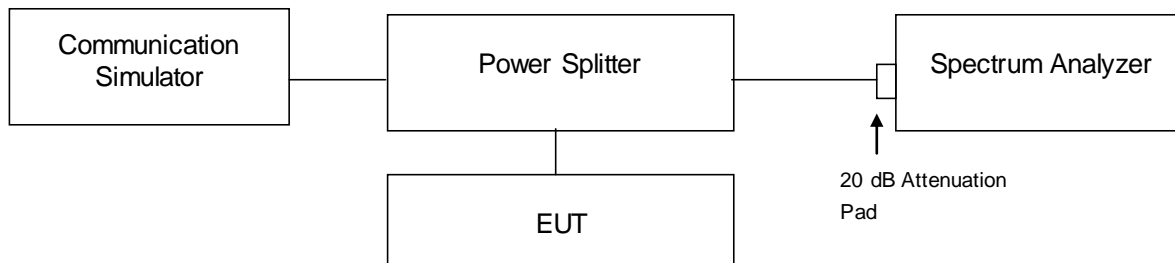 Communication
Simulator
Power Splitter
Spectrum Analyzer
20 dB Attenuation
Pad
EUT